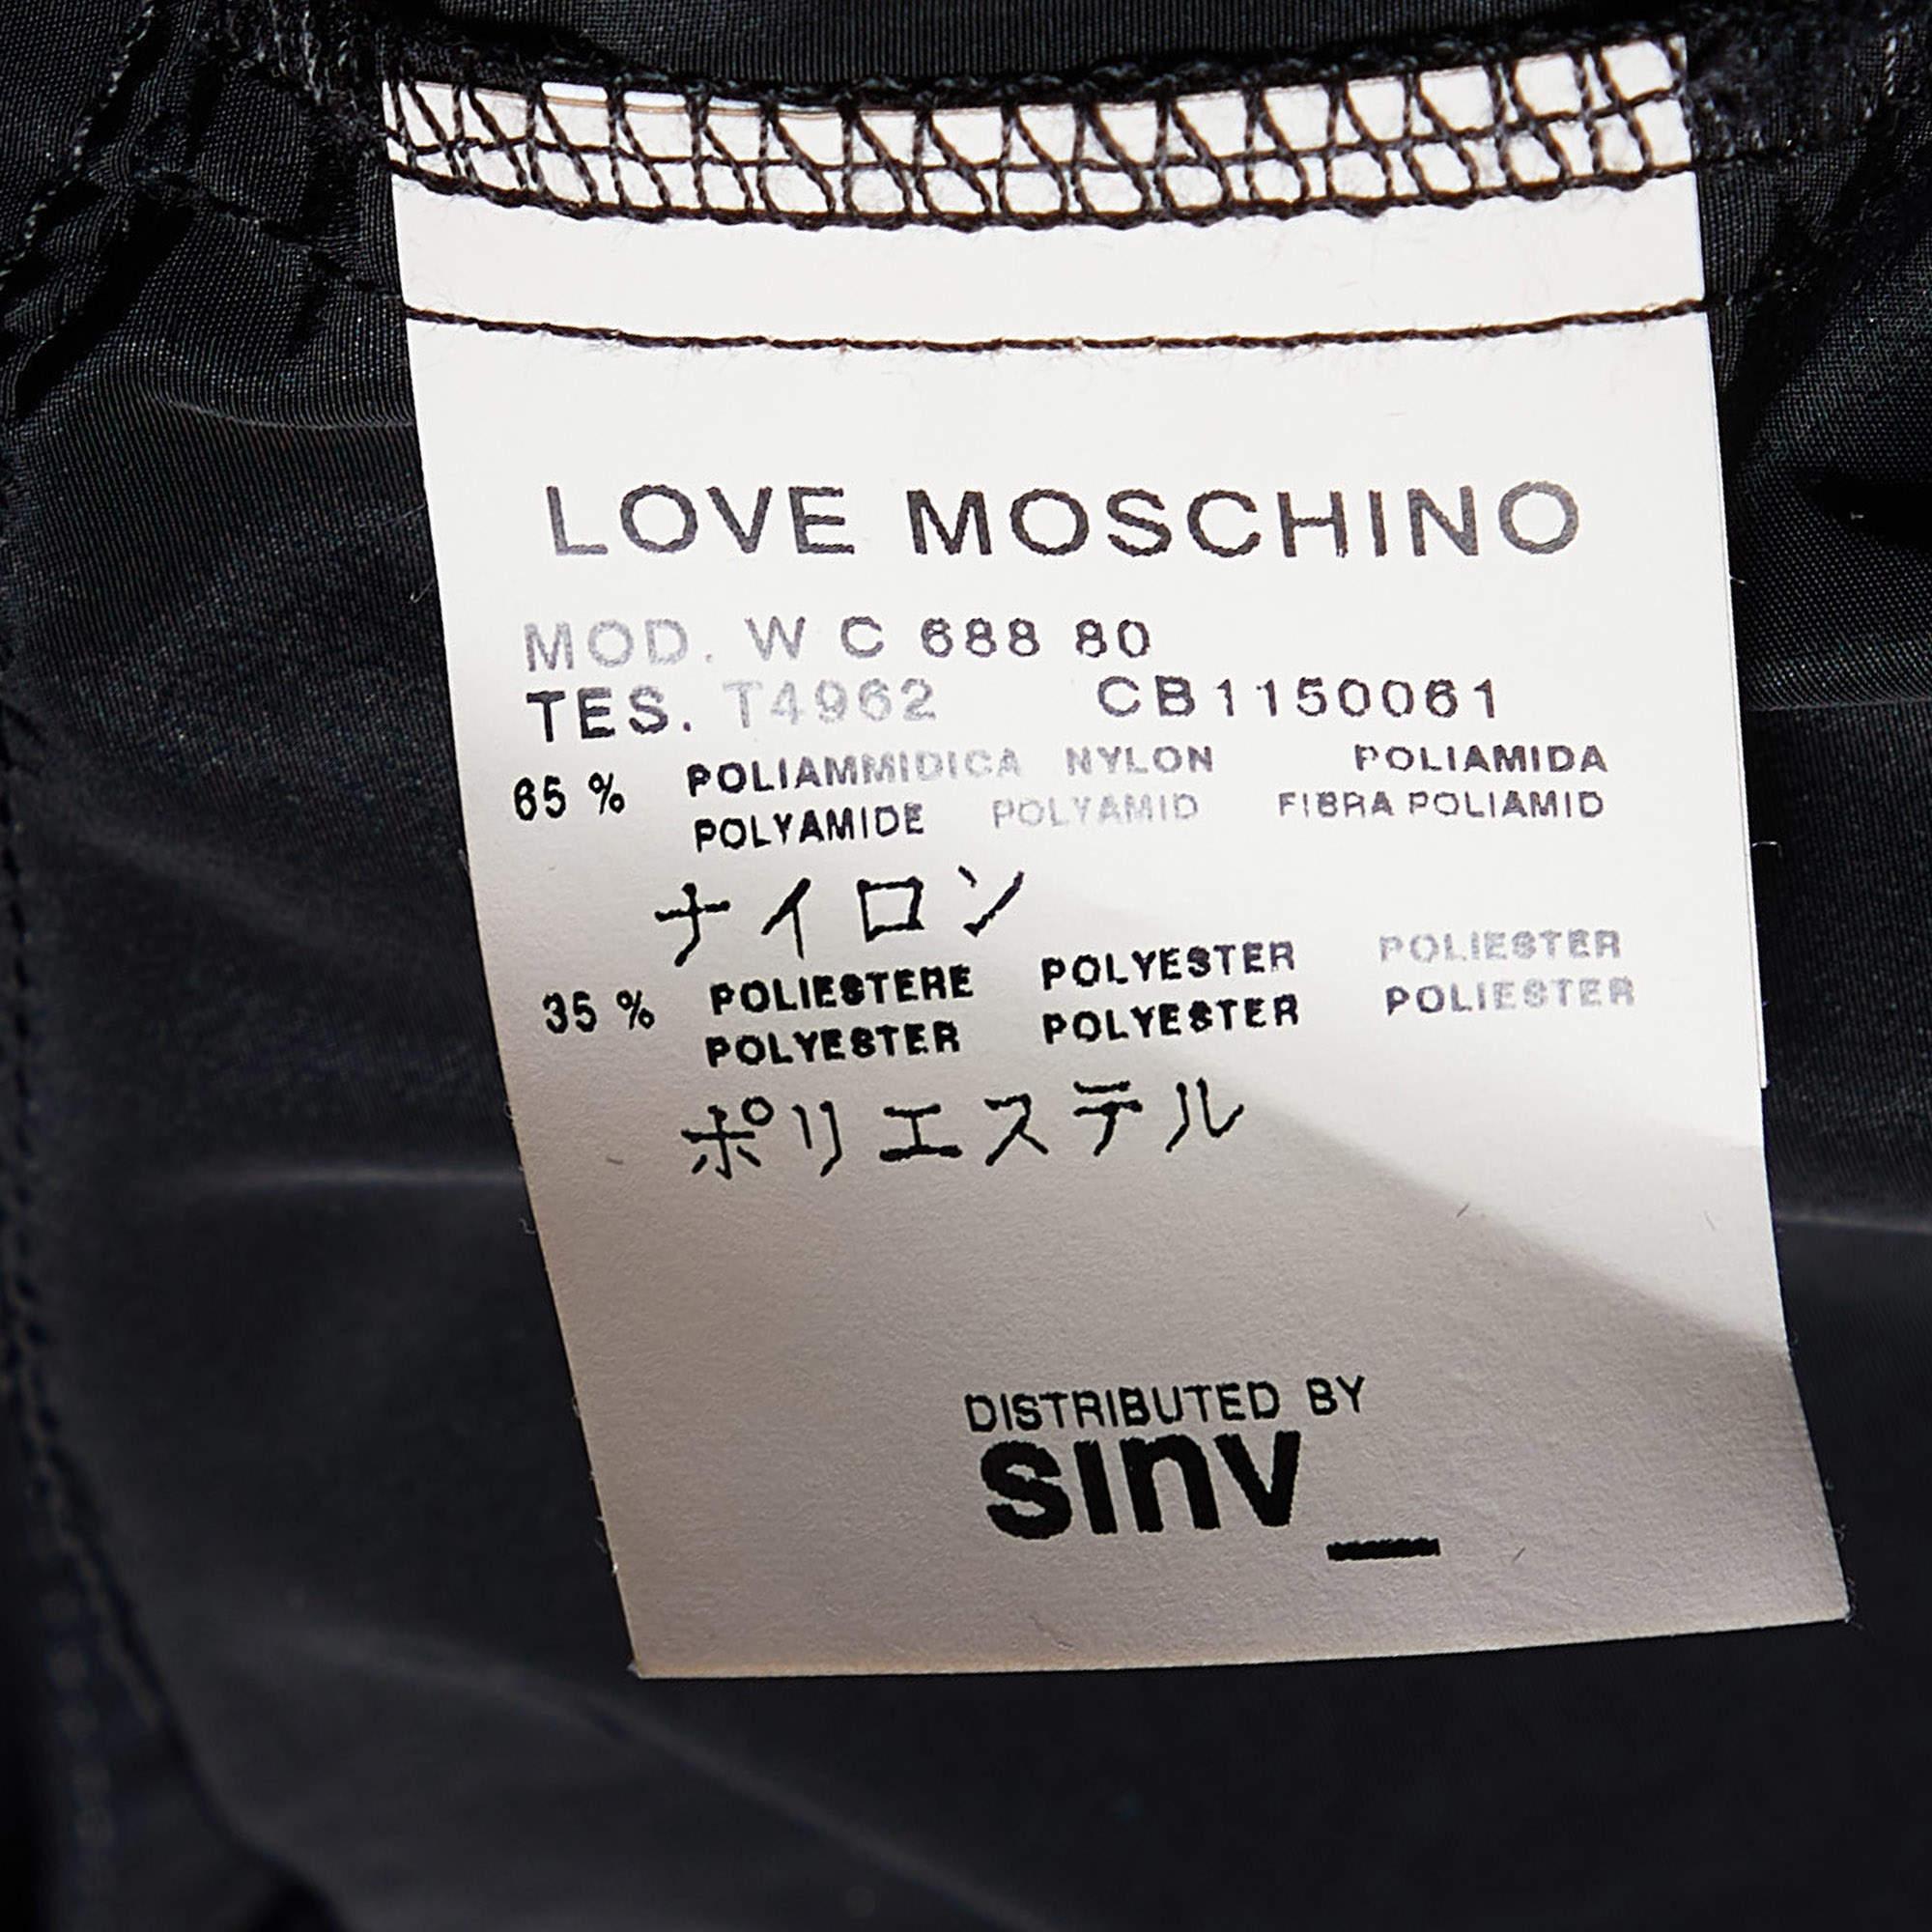 LOVE MOSCHINO
MOD. W C 688 80
TES. T4962 CB1150061
65 % POLIAMMIDICA NYLON POLIAMIDA
POLYAMIDE POLYAMID FIBRA POLIAMID
ナイロン
35 % POLIESTERE POLYESTER POLIESTER
POLYESTER POLYESTER POLIESTER
ポリエステル
DISTRIBUTED BY
sınv_